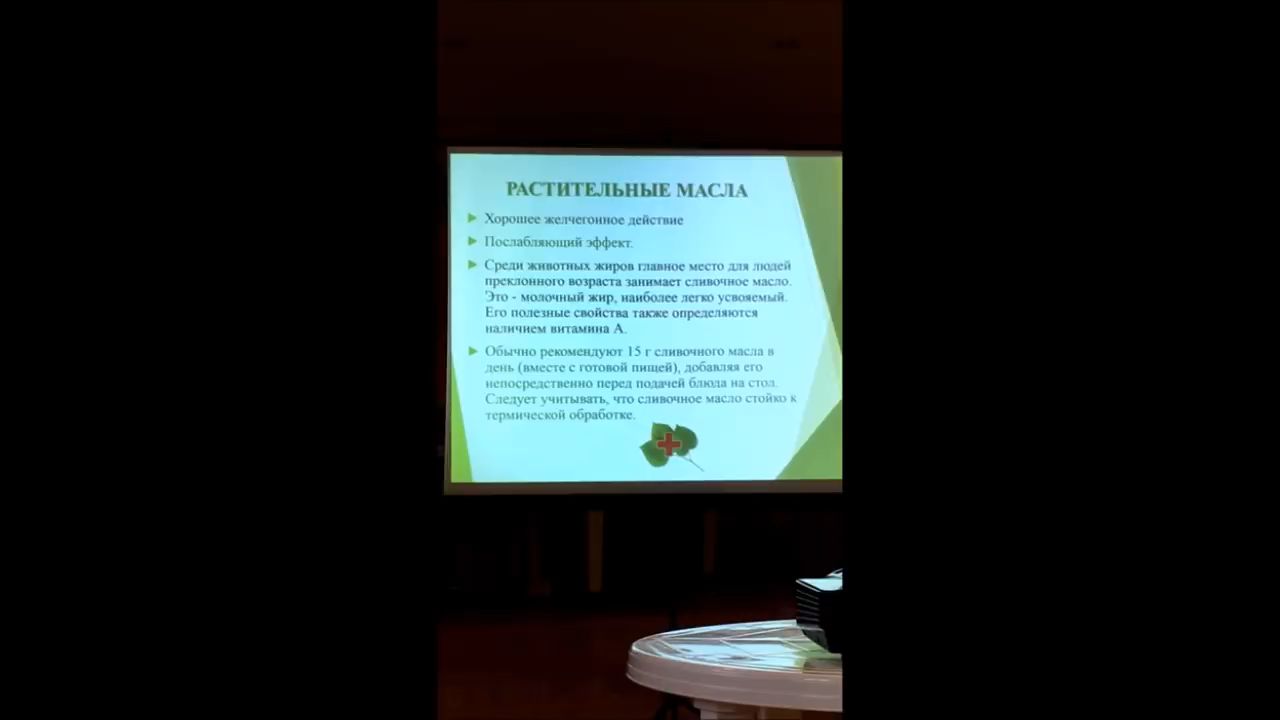 РАСТИТЕЛЬНЫЕ МАСЛА
Хорошее желчегонное действие
Послабляющий эффект.
Среди животных жиров главное место для людей
преклонного возраста занимает сливочное масло.
Это - молочный жир, наиболее легко усвояемый.
Его полезные свойства также определяются
наличием витамина А.
Обычно рекомендуют 15 г сливочного масла в
день (вместе с готовой пищей), добавляя его
непосредственно перед подачей блюда на стол.
Следует учитывать, что сливочное масло стойко к
термической обработке.